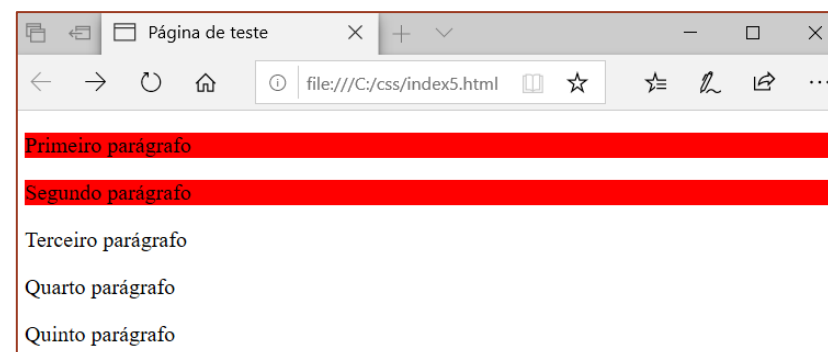 Página de teste
file:///C:/css/index5.html
Primeiro parágrafo
Segundo parágrafo
Terceiro parágrafo
Quarto parágrafo
Quinto parágrafo